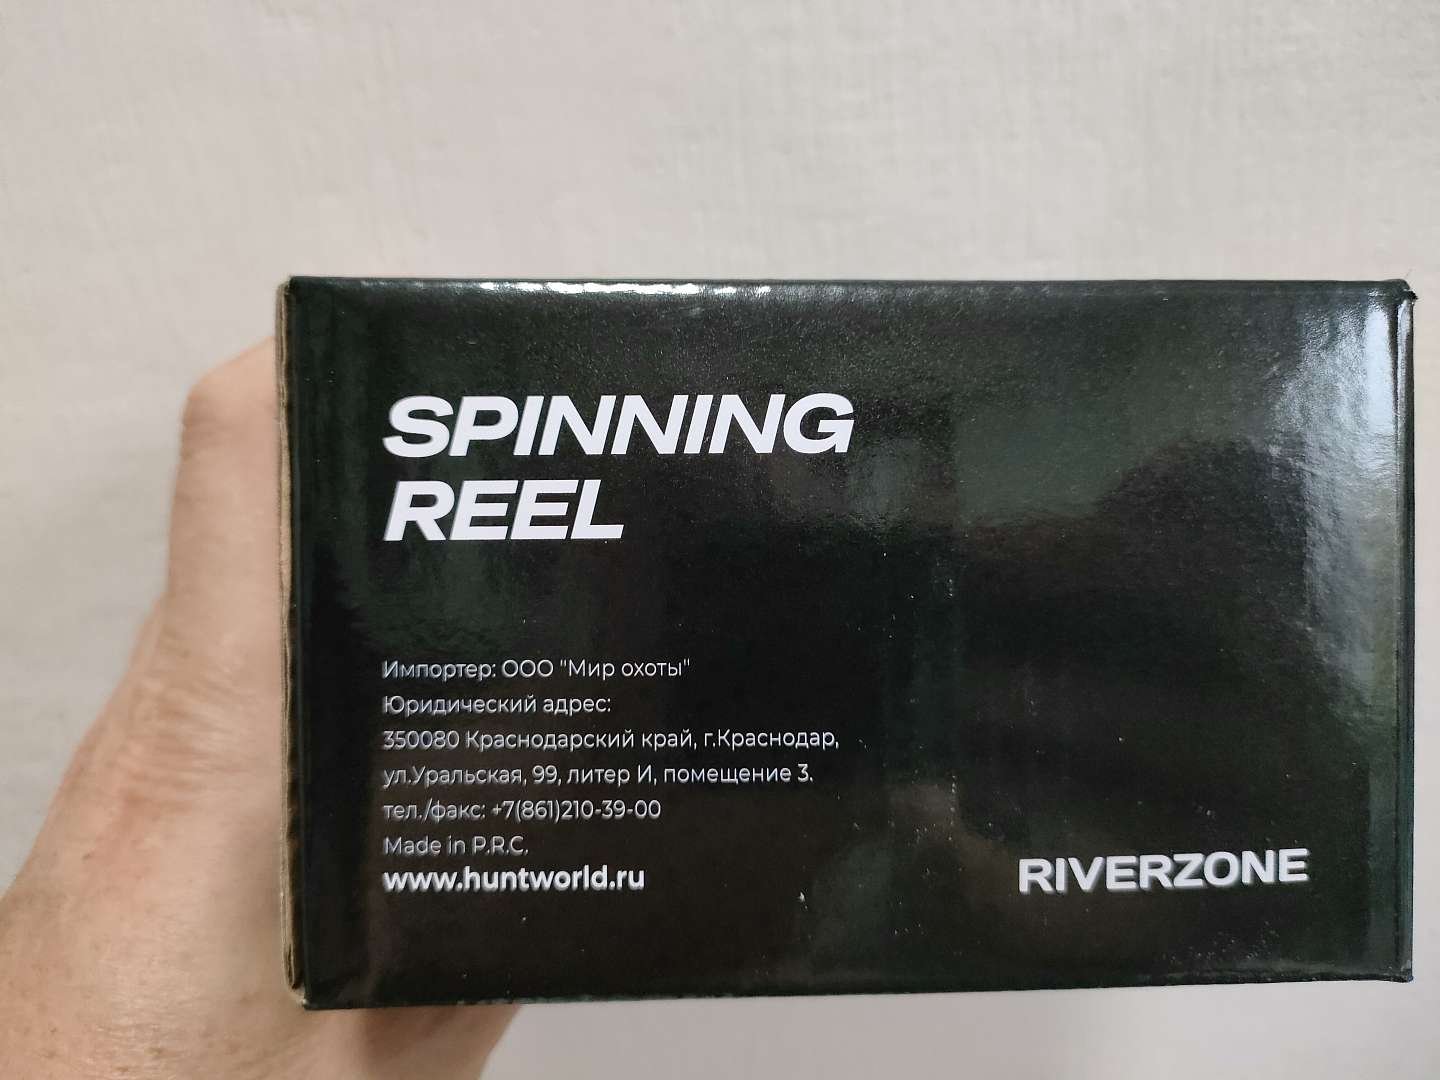 SPINNING
REEL
Импортер: ООО "Мир охоты"
Юридический адрес:
350080 Краснодарский край, г.Краснодар,
ул.Уральская, 99, литер И, помещение 3.
тел./факс: +7(861)210-39-00
Made in P.R.C.
www.huntworld.ru
RIVERZONE